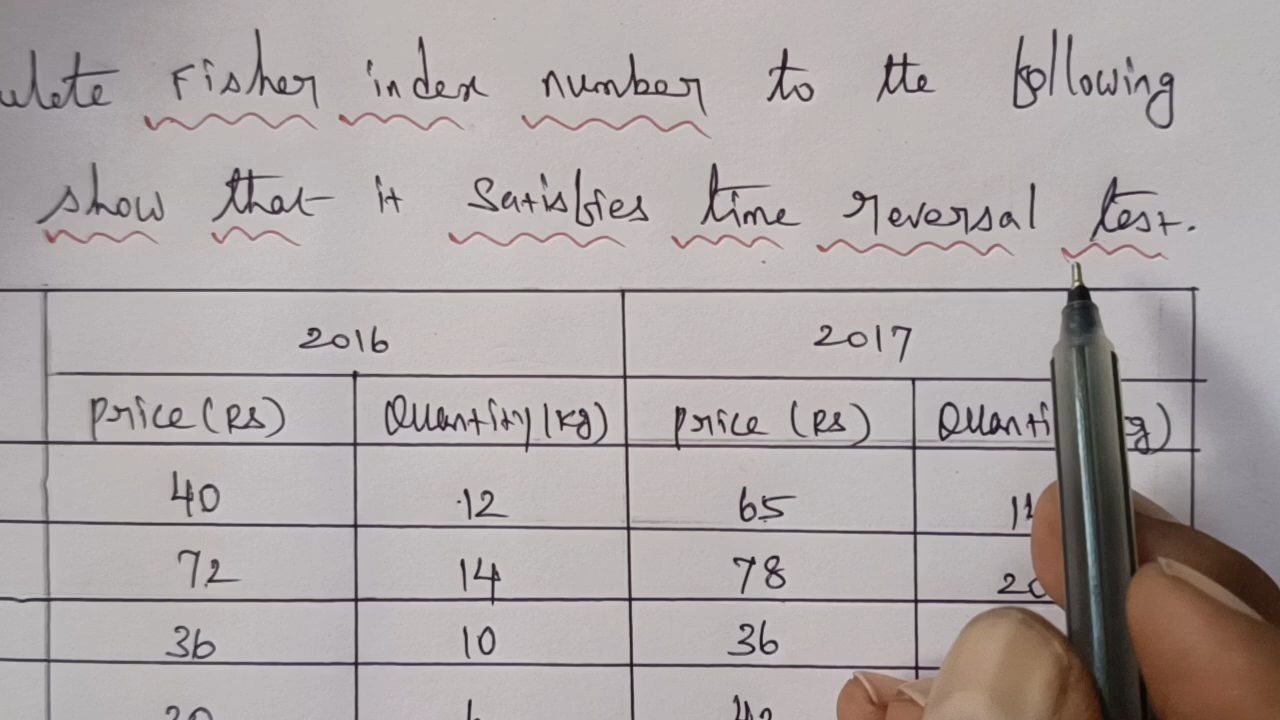 Fisher index number to the following
show that it satisfies time reversal test.
2016 2017
Price (Rs) Quantity (Kg) Price (Rs)
40 12 65
72 14 78
36 10 36